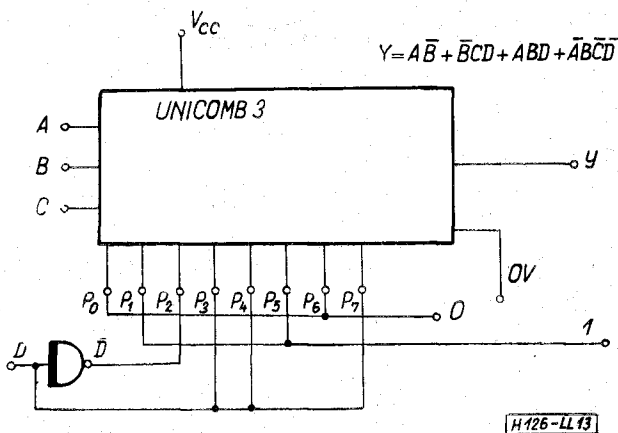 Vcc
Y = AB̅ + B̅CD + ABD + A̅BC̅D̅
UNICOMB 3
A
B
C
y
0V
P₀ P₁ P₂ P₃ P₄ P₅ P₆ P₇
0
1
D
D̅
H126-LL13